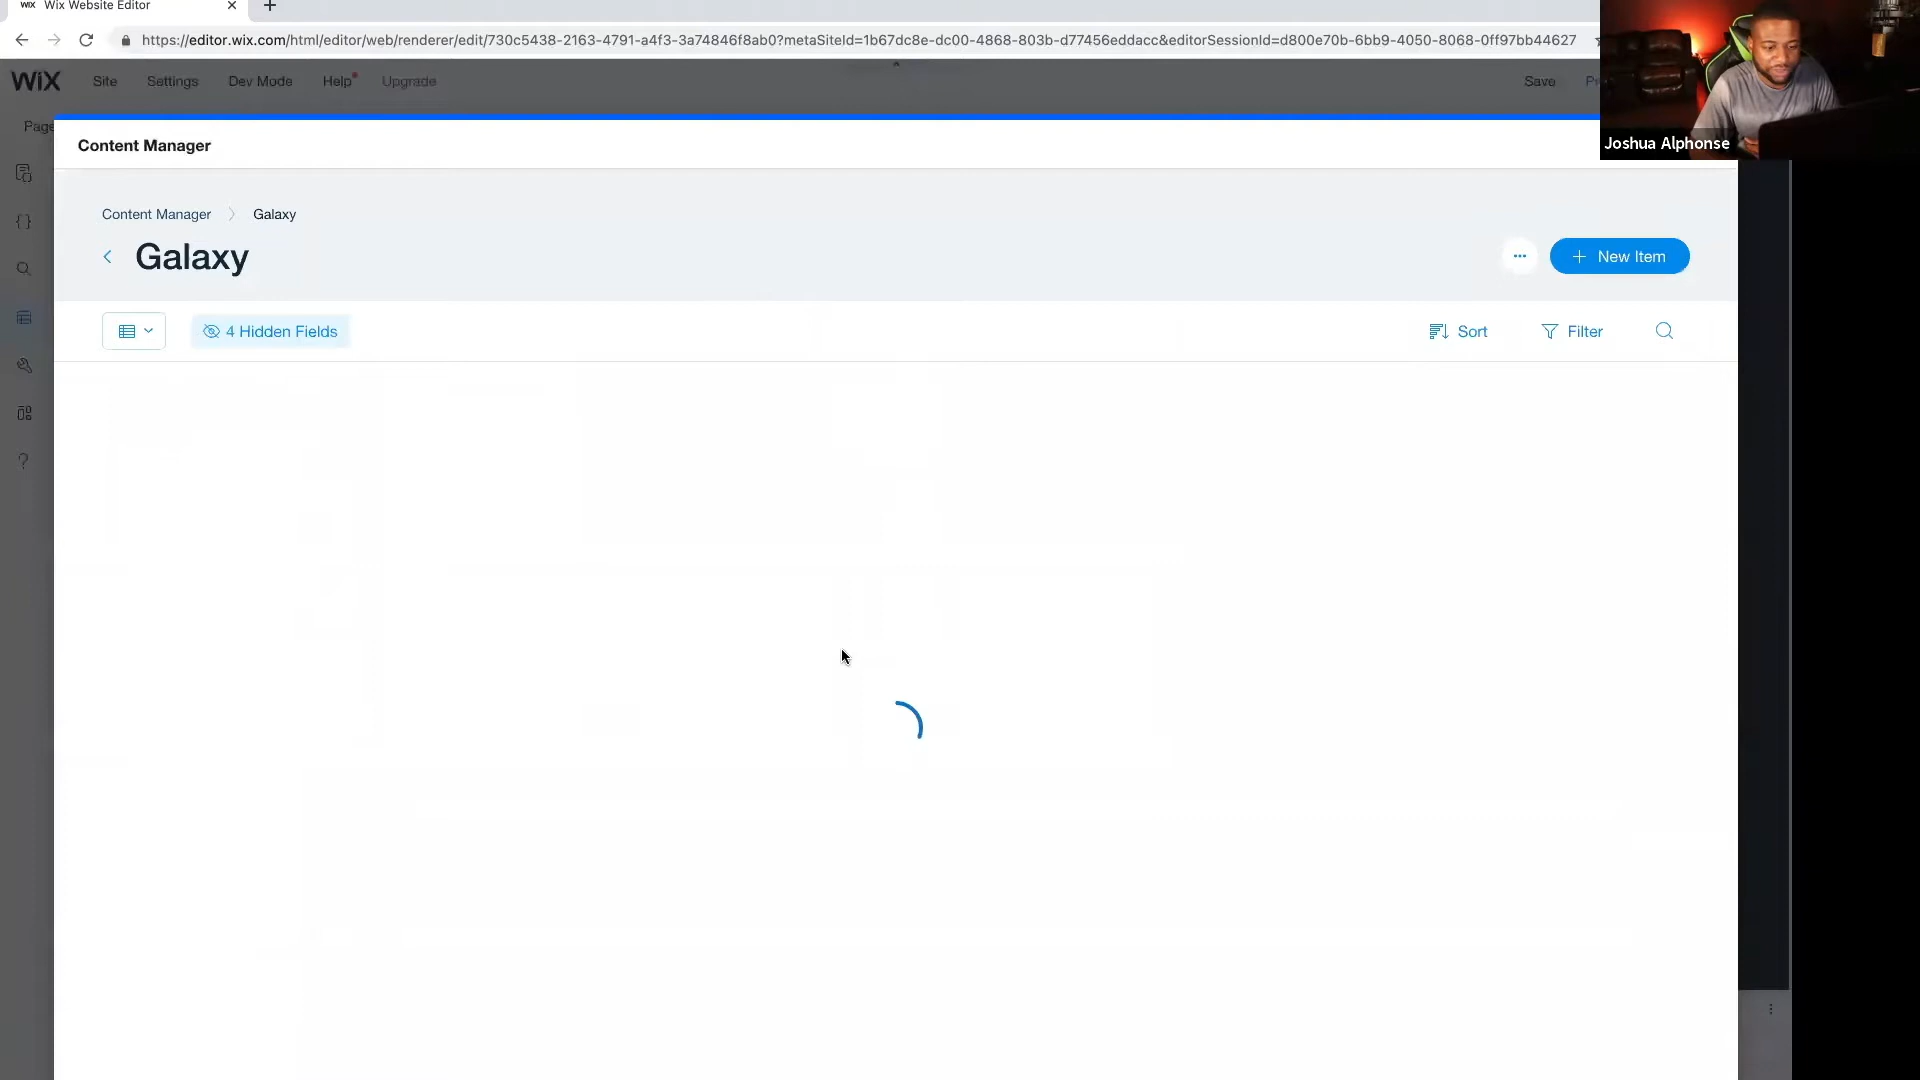 WiX Wix Website Editor
https://editor.wix.com/html/editor/web/renderer/edit/730c5438-2163-4791-a4f3-3a74846f8ab0?metaSiteId=1b67dc8e-dc00-4868-803b-d77456eddacc&editorSessionId=d800e70b-6bb9-4050-8068-0ff97bb44627
WiX Site Settings Dev Mode Help Upgrade Save
Joshua Alphonse
Content Manager
Content Manager Galaxy
Galaxy
New Item
4 Hidden Fields Sort Filter